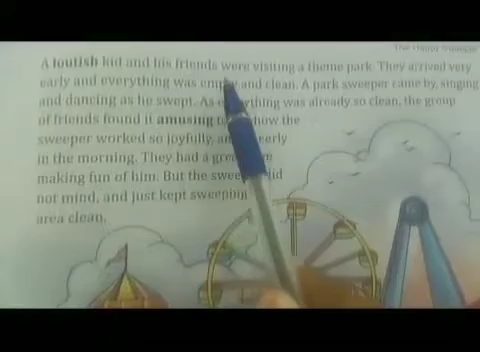 The Happy Sweeper
A loutish kid and his friends were visiting a theme park. They arrived very
early and everything was and clean. A park sweeper came by, singing
and dancing as he swept. As was already so clean, the group
of friends found it amusing how the
sweeper worked so joyfully,
in the morning. They had a
making fun of him. But the
not mind, and just kept sweeping
area clean.